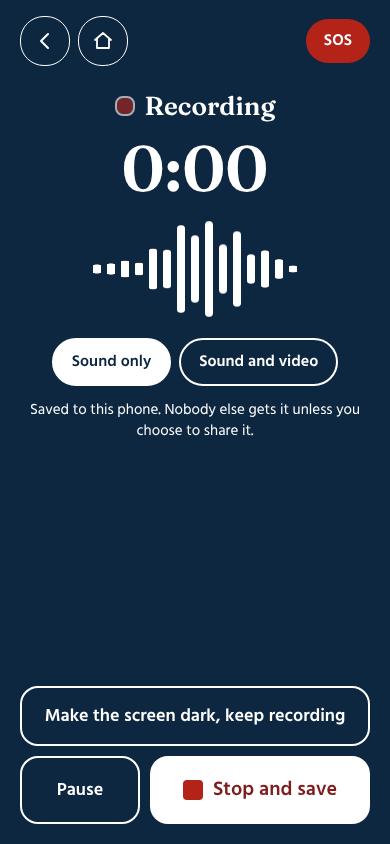 SOS
Recording
0:00
Sound only
Sound and video
Saved to this phone. Nobody else gets it unless you
choose to share it.
Make the screen dark, keep recording
Pause
Stop and save